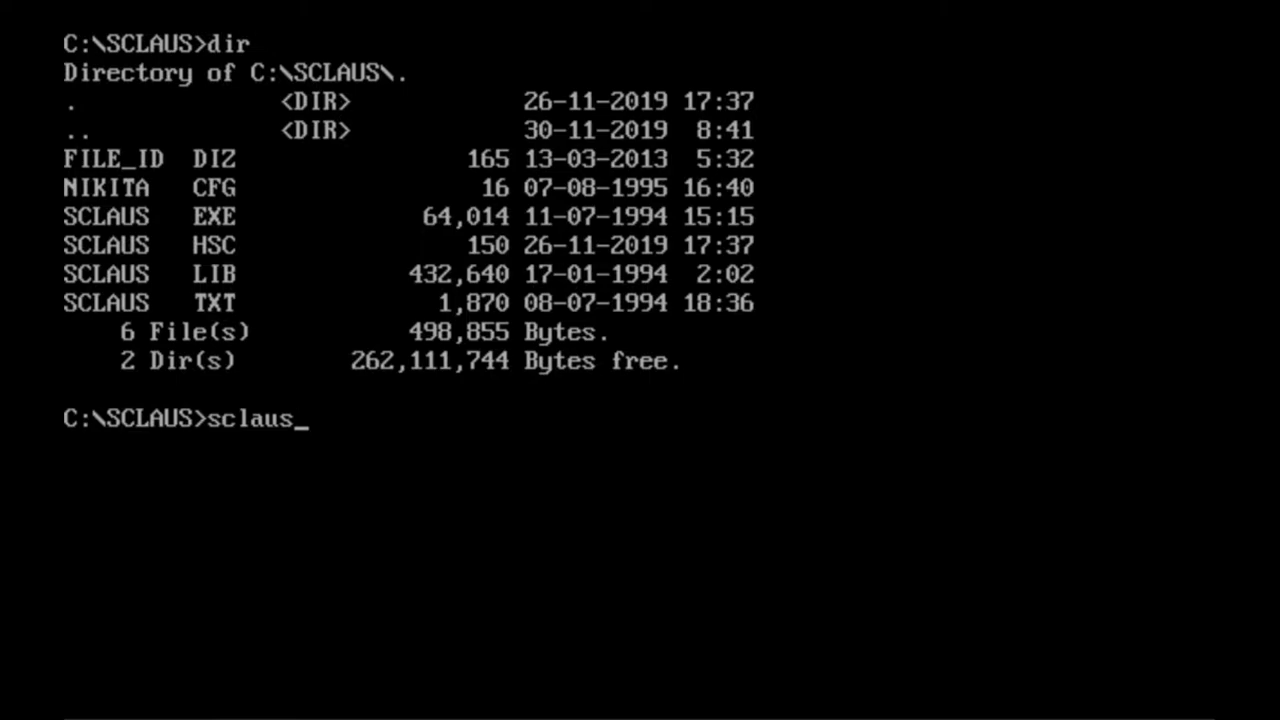 C:\SCLAUS>dir
Directory of C:\SCLAUS\.
. <DIR> 26-11-2019 17:37
.. <DIR> 30-11-2019 8:41
FILE_ID DIZ 165 13-03-2013 5:32
NIKITA CFG 16 07-08-1995 16:40
SCLAUS EXE 64,014 11-07-1994 15:15
SCLAUS HSC 150 26-11-2019 17:37
SCLAUS LIB 432,640 17-01-1994 2:02
SCLAUS TXT 1,870 08-07-1994 18:36
6 File(s) 498,855 Bytes.
2 Dir(s) 262,111,744 Bytes free.
C:\SCLAUS>sclaus_